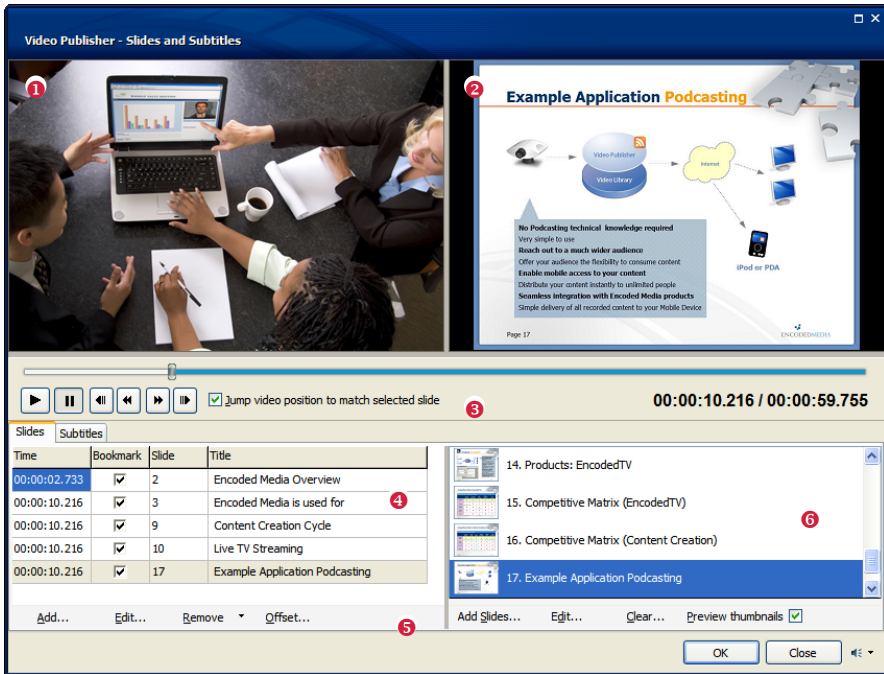 Video Publisher - Slides and Subtitles
1
2
Example Application Podcasting
Video Publisher
Video Library
Internet
No Podcasting technical knowledge required
Very simple to use
Reach out to a much wider audience
Offer your audience the flexibility to consume content
Enable mobile access to your content
Distribute your content instantly to unlimited people
Seamless integration with Encoded Media products
Simple delivery of all recorded content to your Mobile Device
iPod or PDA
Page 17
ENCODEDMEDIA
Jump video position to match selected slide
3
00:00:10.216 / 00:00:59.755
Slides Subtitles
Time Bookmark Slide Title
00:00:02.733 2 Encoded Media Overview
00:00:10.216 3 Encoded Media is used for
00:00:10.216 9 Content Creation Cycle
00:00:10.216 10 Live TV Streaming
00:00:10.216 17 Example Application Podcasting
4
14. Products: EncodedTV
15. Competitive Matrix (EncodedTV)
16. Competitive Matrix (Content Creation)
17. Example Application Podcasting
6
Add... Edit... Remove Offset...
5
Add Slides... Edit... Clear... Preview thumbnails
OK Close